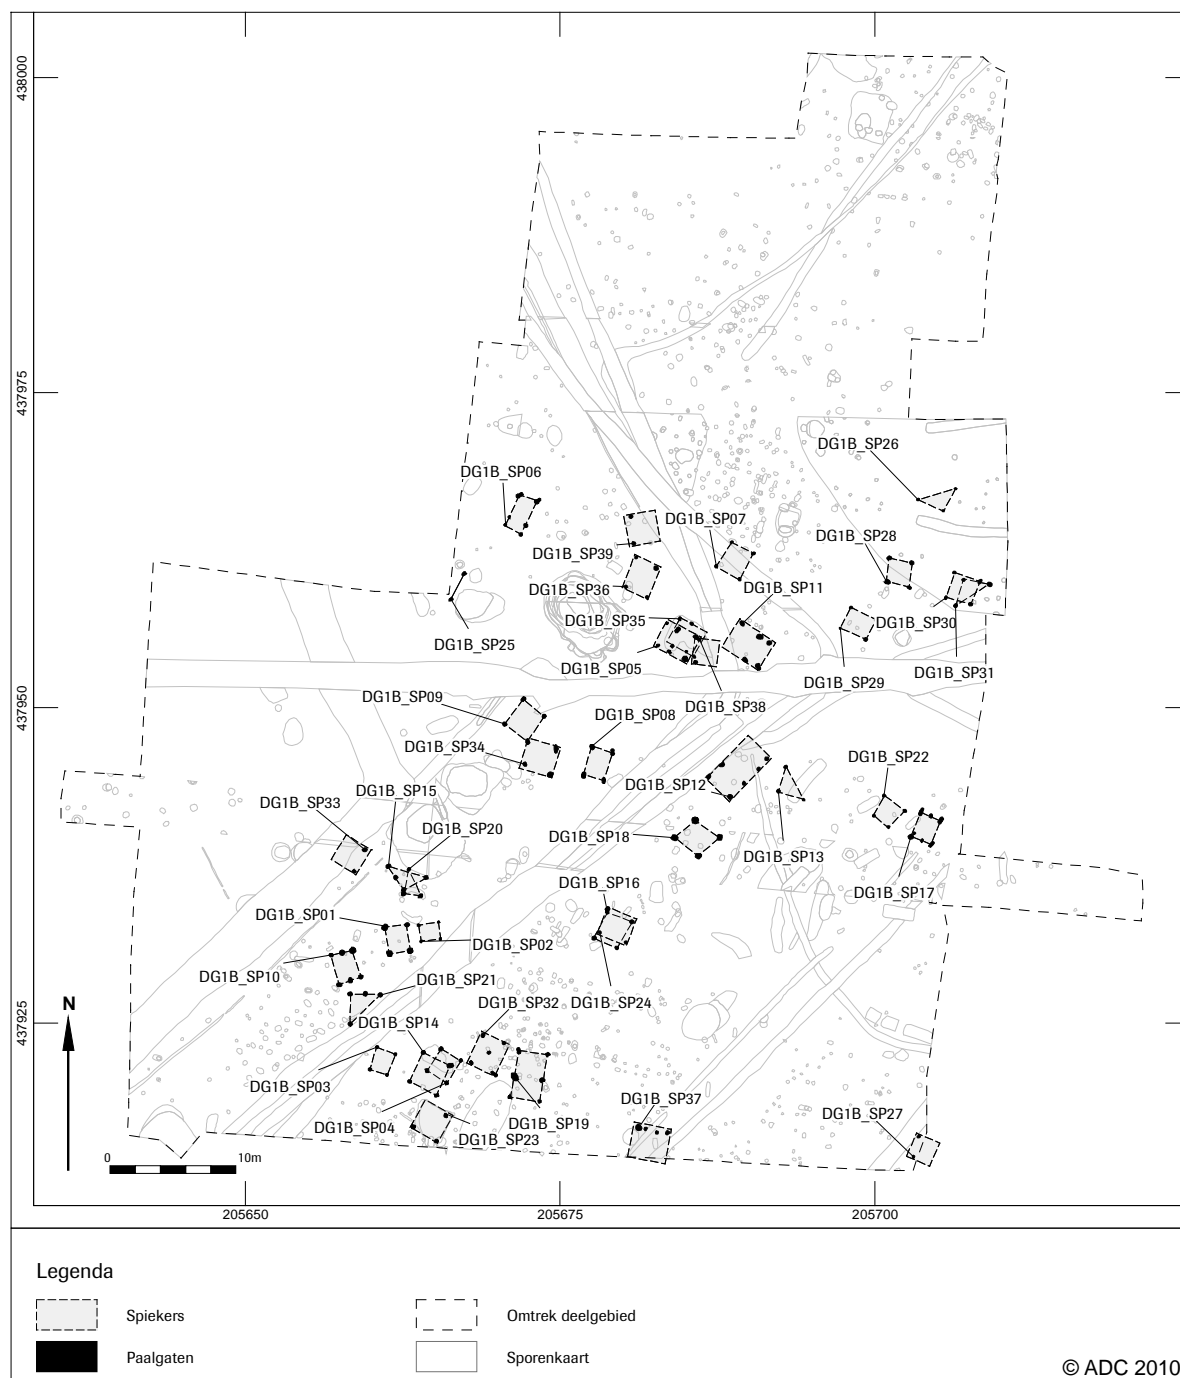 438000
437975
437950
437925
DG1B_SP26
DG1B_SP06
DG1B_SP07
DG1B_SP28
DG1B_SP39
DG1B_SP36
DG1B_SP11
DG1B_SP35
DG1B_SP30
DG1B_SP25
DG1B_SP05
DG1B_SP31
DG1B_SP29
DG1B_SP09
DG1B_SP38
DG1B_SP08
DG1B_SP34
DG1B_SP22
DG1B_SP12
DG1B_SP15
DG1B_SP33
DG1B_SP20
DG1B_SP18
DG1B_SP13
DG1B_SP16
DG1B_SP17
DG1B_SP01
DG1B_SP02
DG1B_SP10
DG1B_SP21
DG1B_SP24
DG1B_SP32
N
DG1B_SP14
DG1B_SP03
DG1B_SP37
DG1B_SP27
DG1B_SP04
DG1B_SP19
DG1B_SP23
0 10m
205650 205675 205700
Legenda
Spiekers Omtrek deelgebied
Paalgaten Sporenkaart
© ADC 2010